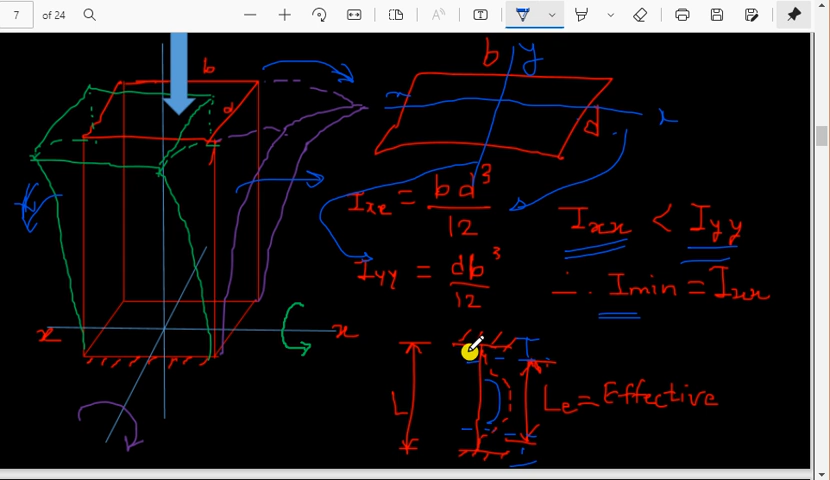 7 of 24
b
d
b
y
x
d
x
Ixx = bd³/12
Iyy = db³/12
Ixx < Iyy
∴ Imin = Ixx
x
x
L
Le = Effective